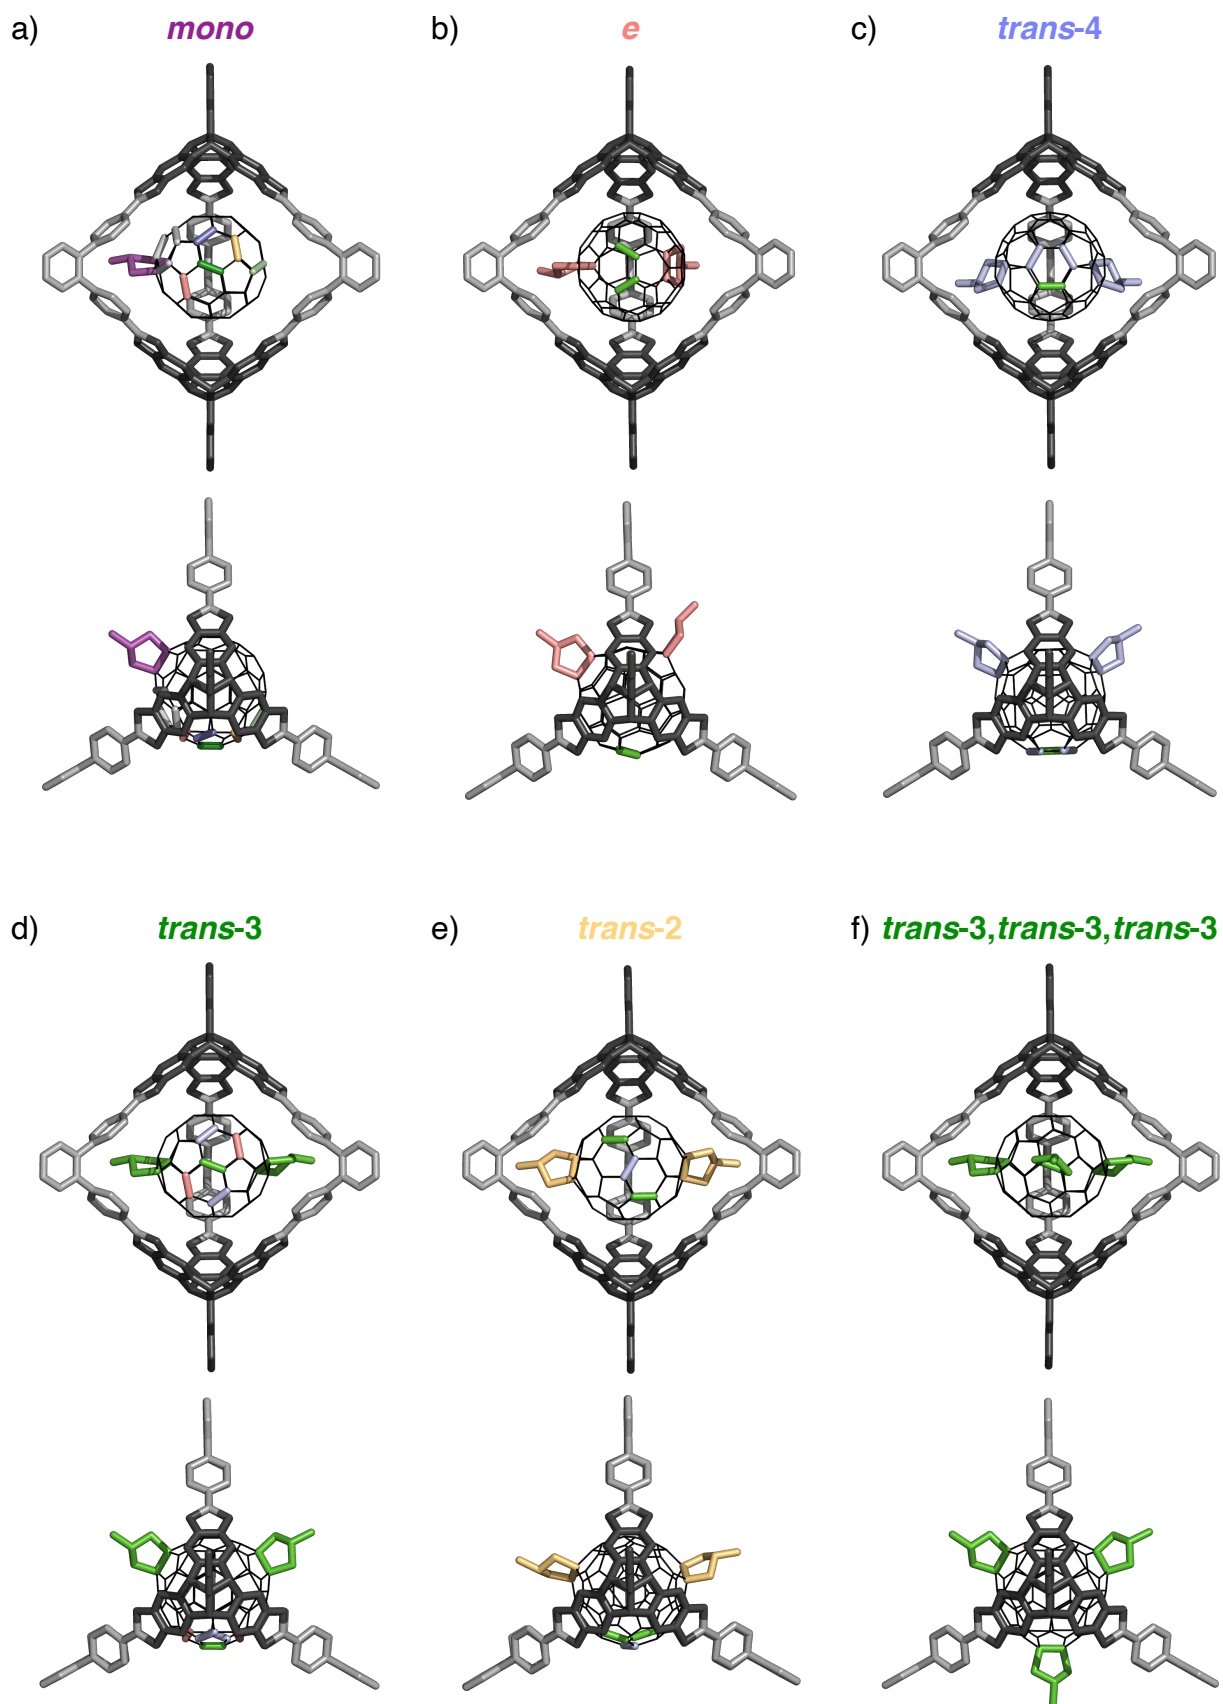 a) mono b) e c) trans-4
d) trans-3 e) trans-2 f) trans-3,trans-3,trans-3